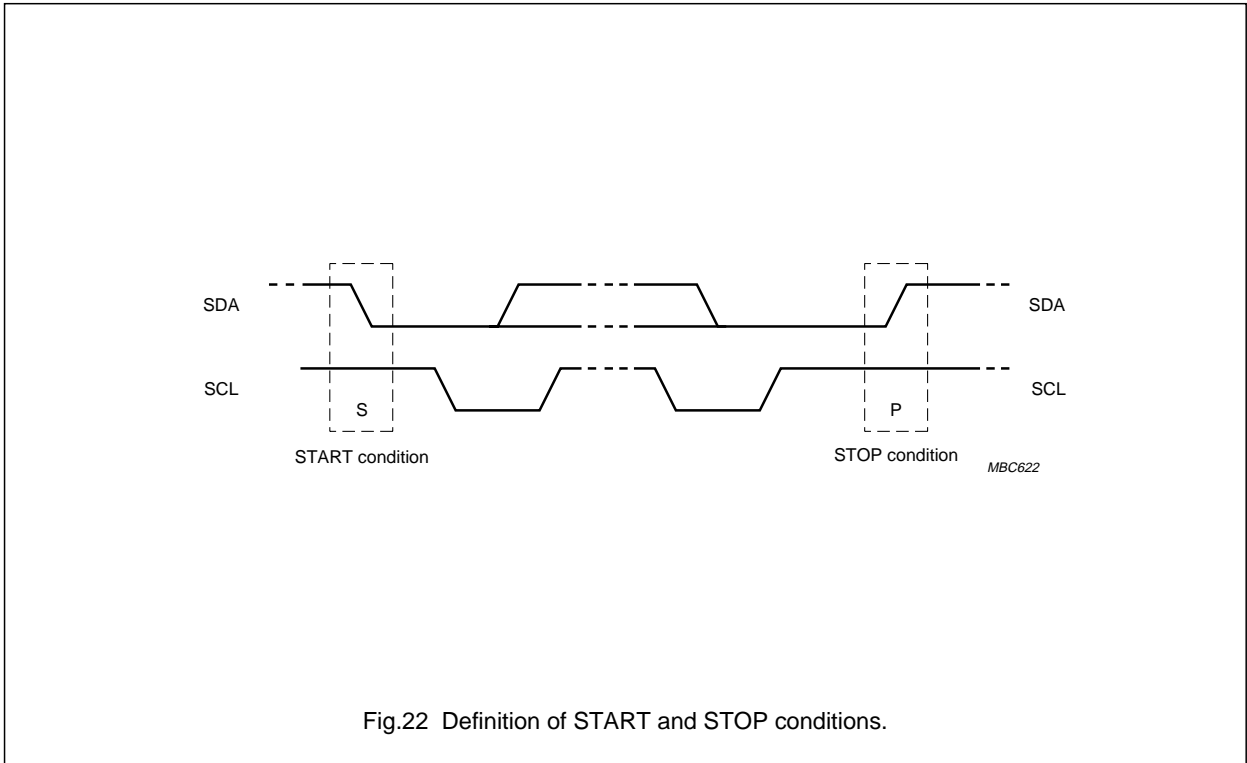 SDA
SDA
SCL
SCL
S
P
START condition
STOP condition
MBC622
Fig.22 Definition of START and STOP conditions.